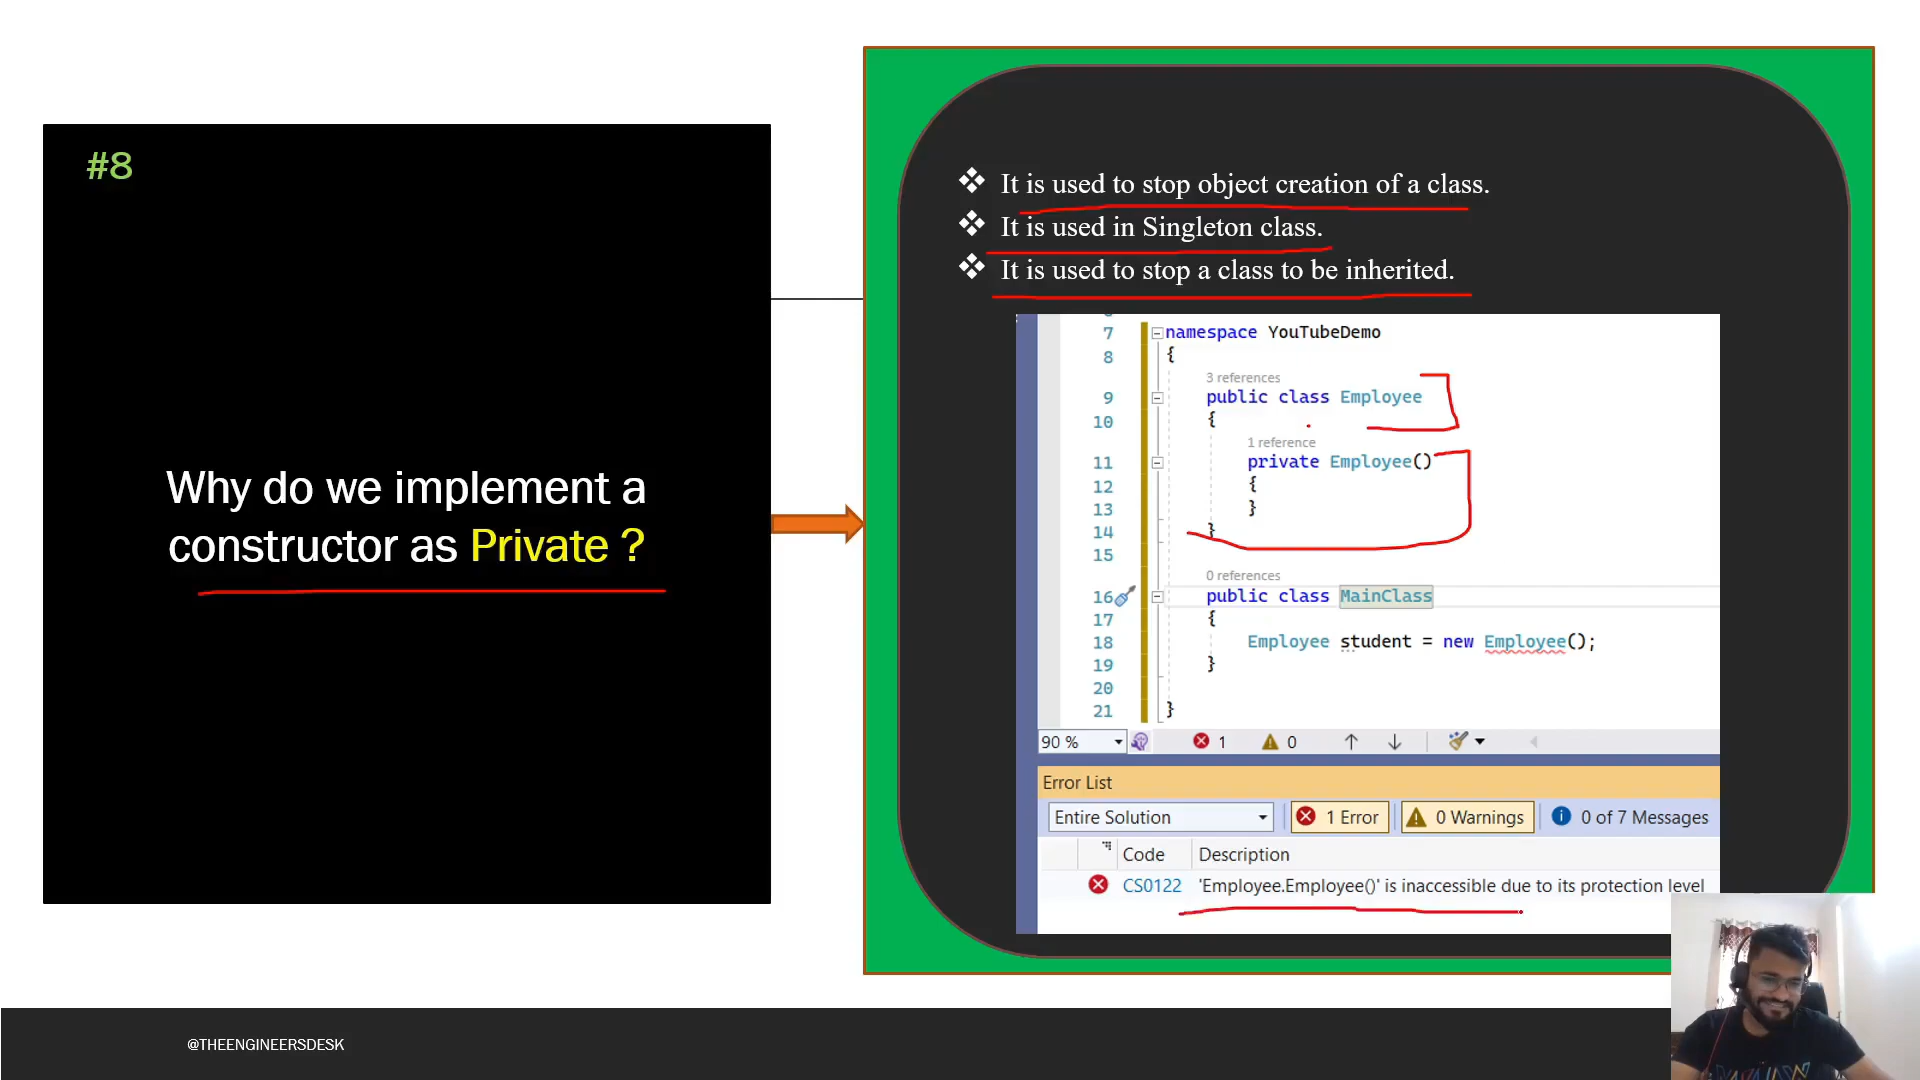 #8
Why do we implement a
constructor as Private ?
It is used to stop object creation of a class.
It is used in Singleton class.
It is used to stop a class to be inherited.
7 namespace YouTubeDemo
8 {
3 references
9 public class Employee
10 {
1 reference
11 private Employee()
12 {
13 }
14 }
15
0 references
16 public class MainClass
17 {
18 Employee student = new Employee();
19 }
20
21 }
90 % 1 0
Error List
Entire Solution 1 Error 0 Warnings 0 of 7 Messages
Code Description
CS0122 'Employee.Employee()' is inaccessible due to its protection level
@THEENGINEERSDESK